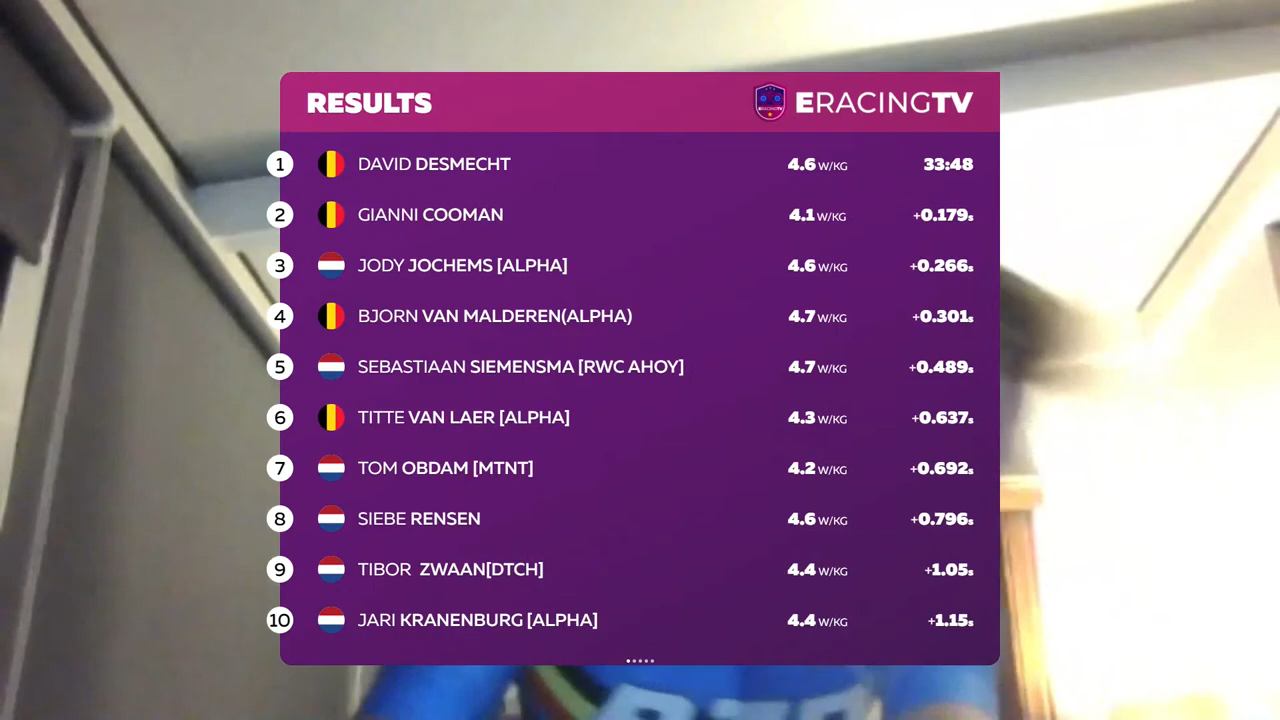 RESULTS ERACINGTV
1 DAVID DESMECHT 4.6 W/KG 33:48
2 GIANNI COOMAN 4.1 W/KG +0.179s
3 JODY JOCHEMS [ALPHA] 4.6 W/KG +0.266s
4 BJORN VAN MALDEREN(ALPHA) 4.7 W/KG +0.301s
5 SEBASTIAAN SIEMENSMA [RWC AHOY] 4.7 W/KG +0.489s
6 TITTE VAN LAER [ALPHA] 4.3 W/KG +0.637s
7 TOM OBDAM [MTNT] 4.2 W/KG +0.692s
8 SIEBE RENSEN 4.6 W/KG +0.796s
9 TIBOR ZWAAN[DTCH] 4.4 W/KG +1.05s
10 JARI KRANENBURG [ALPHA] 4.4 W/KG +1.15s